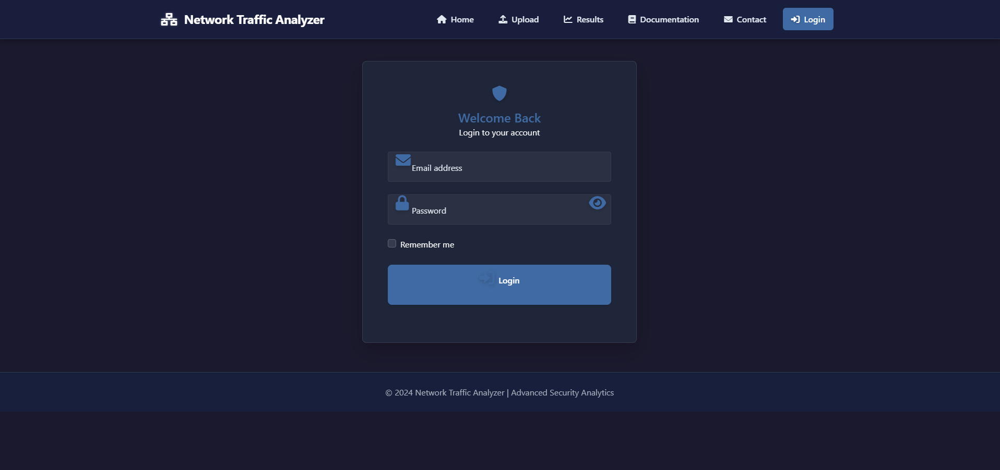 Network Traffic Analyzer
Home
Upload
Results
Documentation
Contact
Login
Welcome Back
Login to your account
Email address
Password
Remember me
Login
© 2024 Network Traffic Analyzer | Advanced Security Analytics